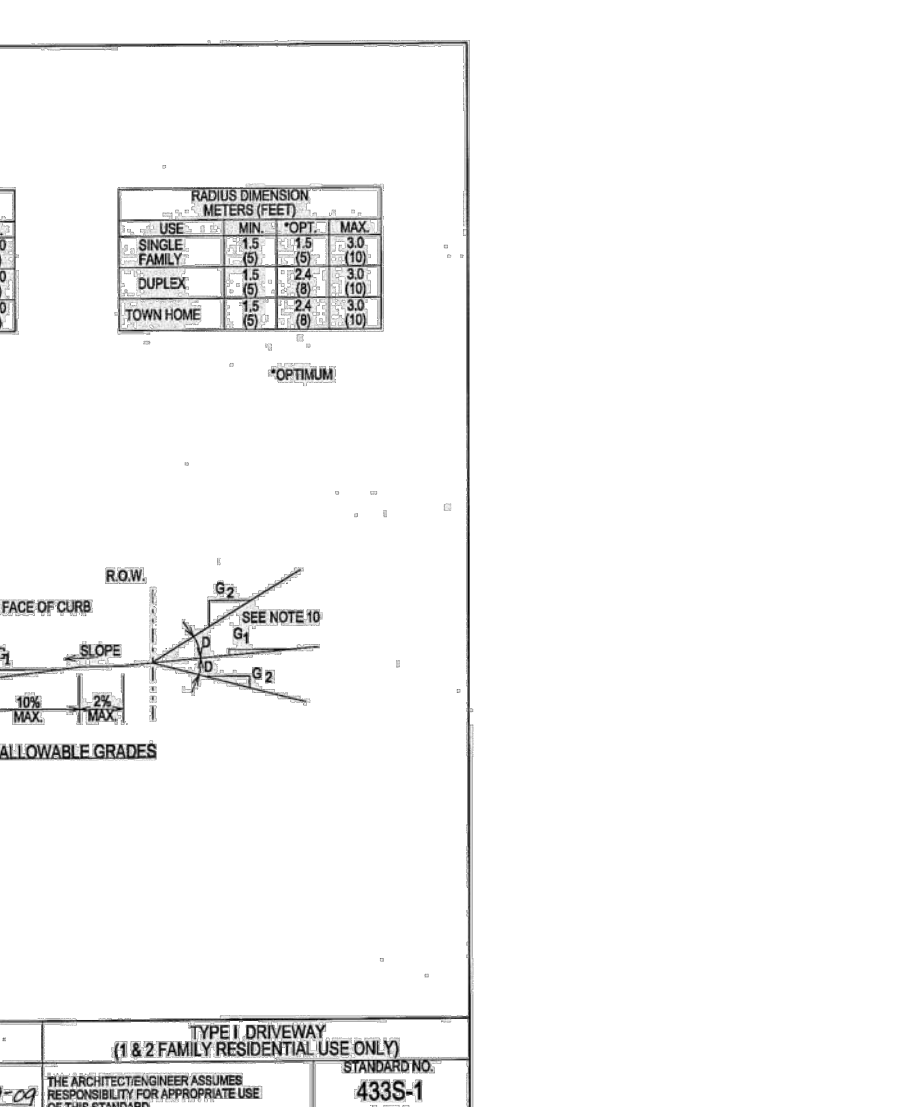 RADIUS DIMENSION
METERS (FEET)
USE MIN. *OPT. MAX.
SINGLE FAMILY 1.5 (5) 1.5 (5) 3.0 (10)
DUPLEX 1.5 (5) 2.4 (8) 3.0 (10)
TOWN HOME 1.5 (5) 2.4 (8) 3.0 (10)
*OPTIMUM
R.O.W.
G2
FACE OF CURB
SEE NOTE 10
G1
D
SLOPE
D
G2
10% MAX.
2% MAX.
ALLOWABLE GRADES
TYPE I DRIVEWAY
(1 & 2 FAMILY RESIDENTIAL USE ONLY)
STANDARD NO.
433S-1
THE ARCHITECT/ENGINEER ASSUMES
RESPONSIBILITY FOR APPROPRIATE USE
OF THIS STANDARD
-09